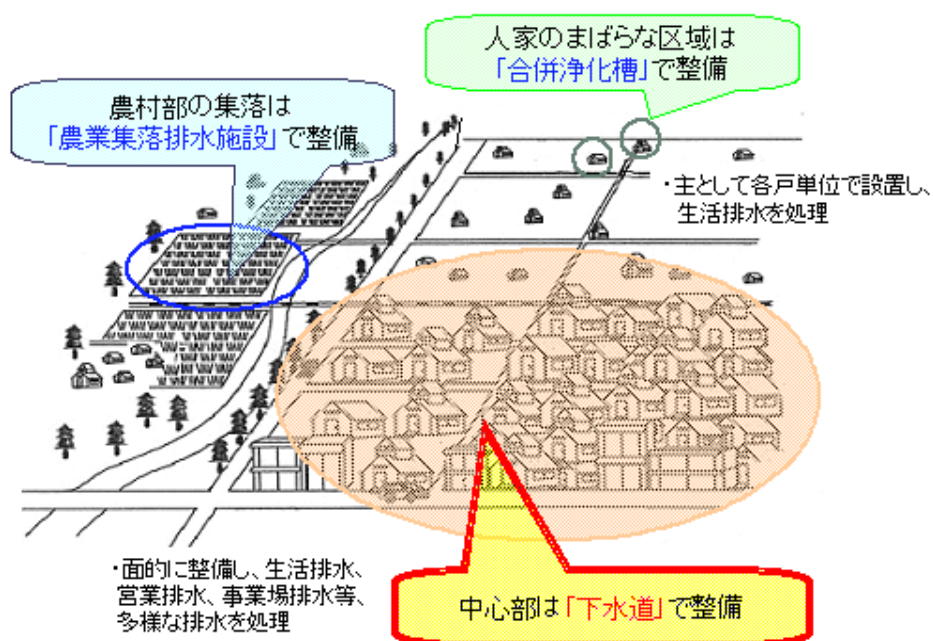 人家のまばらな区域は
「合併浄化槽」で整備
農村部の集落は
「農業集落排水施設」で整備
・主として各戸単位で設置し、
生活排水を処理
・面的に整備し、生活排水、
営業排水、事業場排水等、
多様な排水を処理
中心部は「下水道」で整備